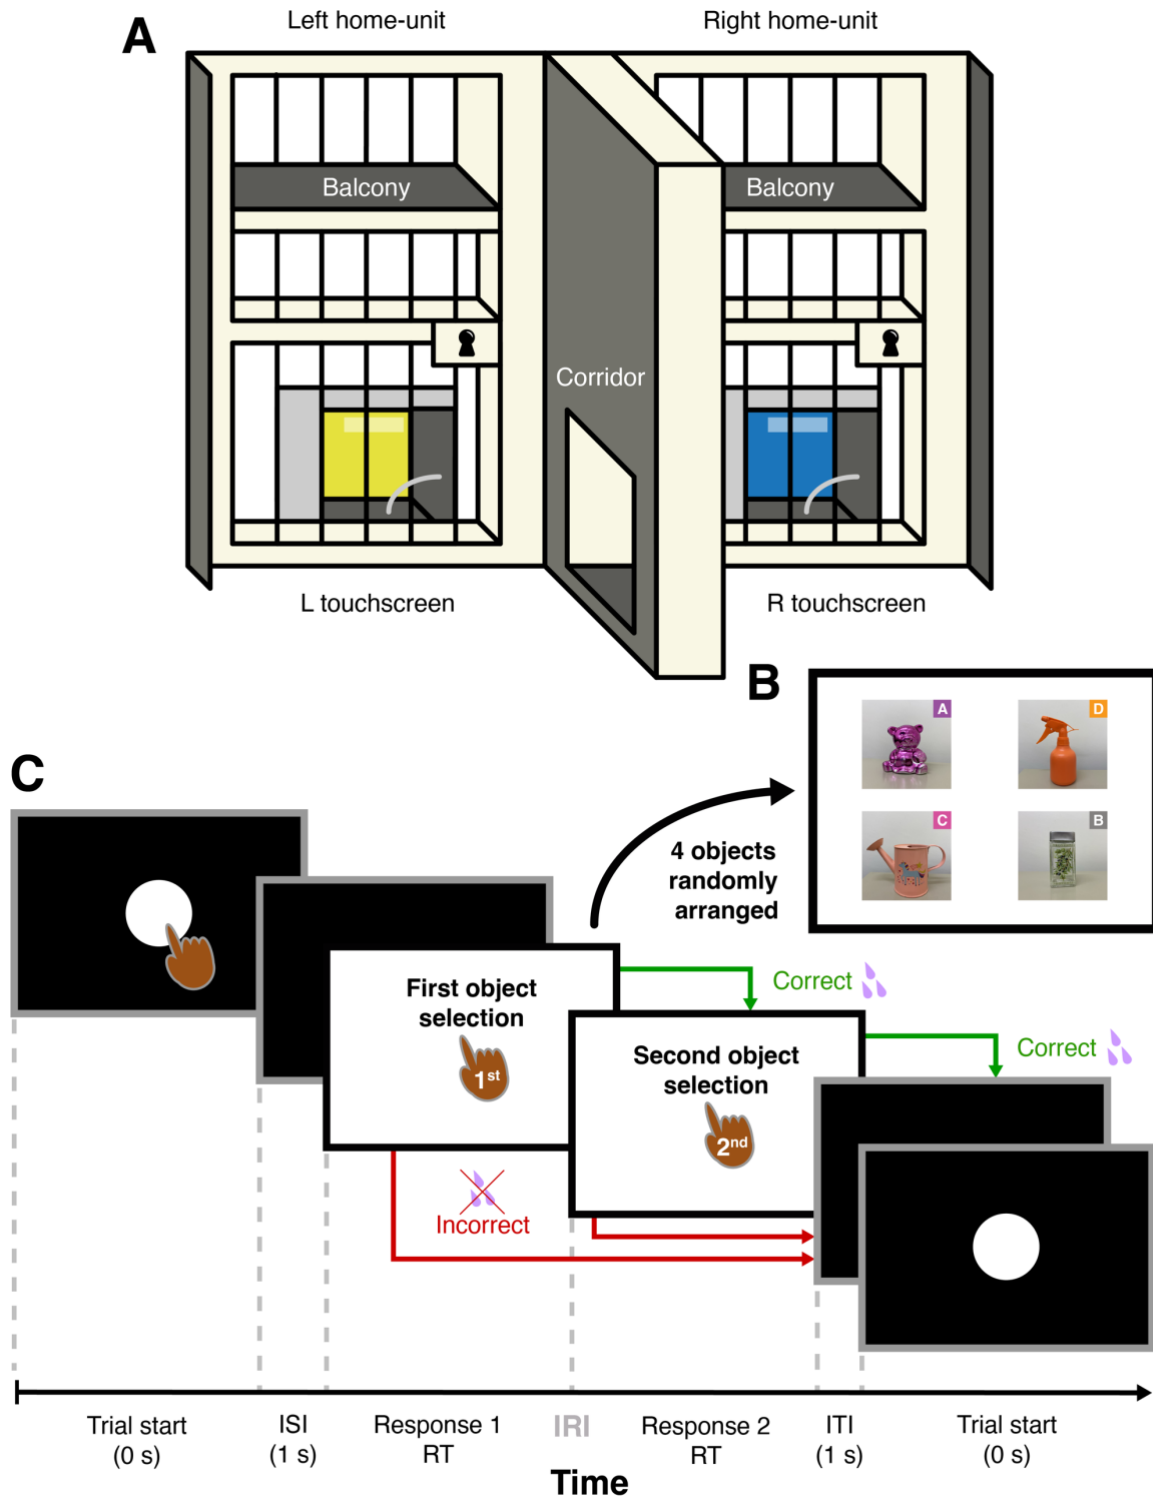 A
Left home-unit
Right home-unit
Balcony
Balcony
Corridor
L touchscreen
R touchscreen
B
A
D
C
B
C
4 objects
randomly
arranged
First object
selection
1st
Correct
Second object
selection
2nd
Correct
Incorrect
Trial start
(0 s)
ISI
(1 s)
Response 1
RT
IRI
Response 2
RT
ITI
(1 s)
Trial start
(0 s)
Time